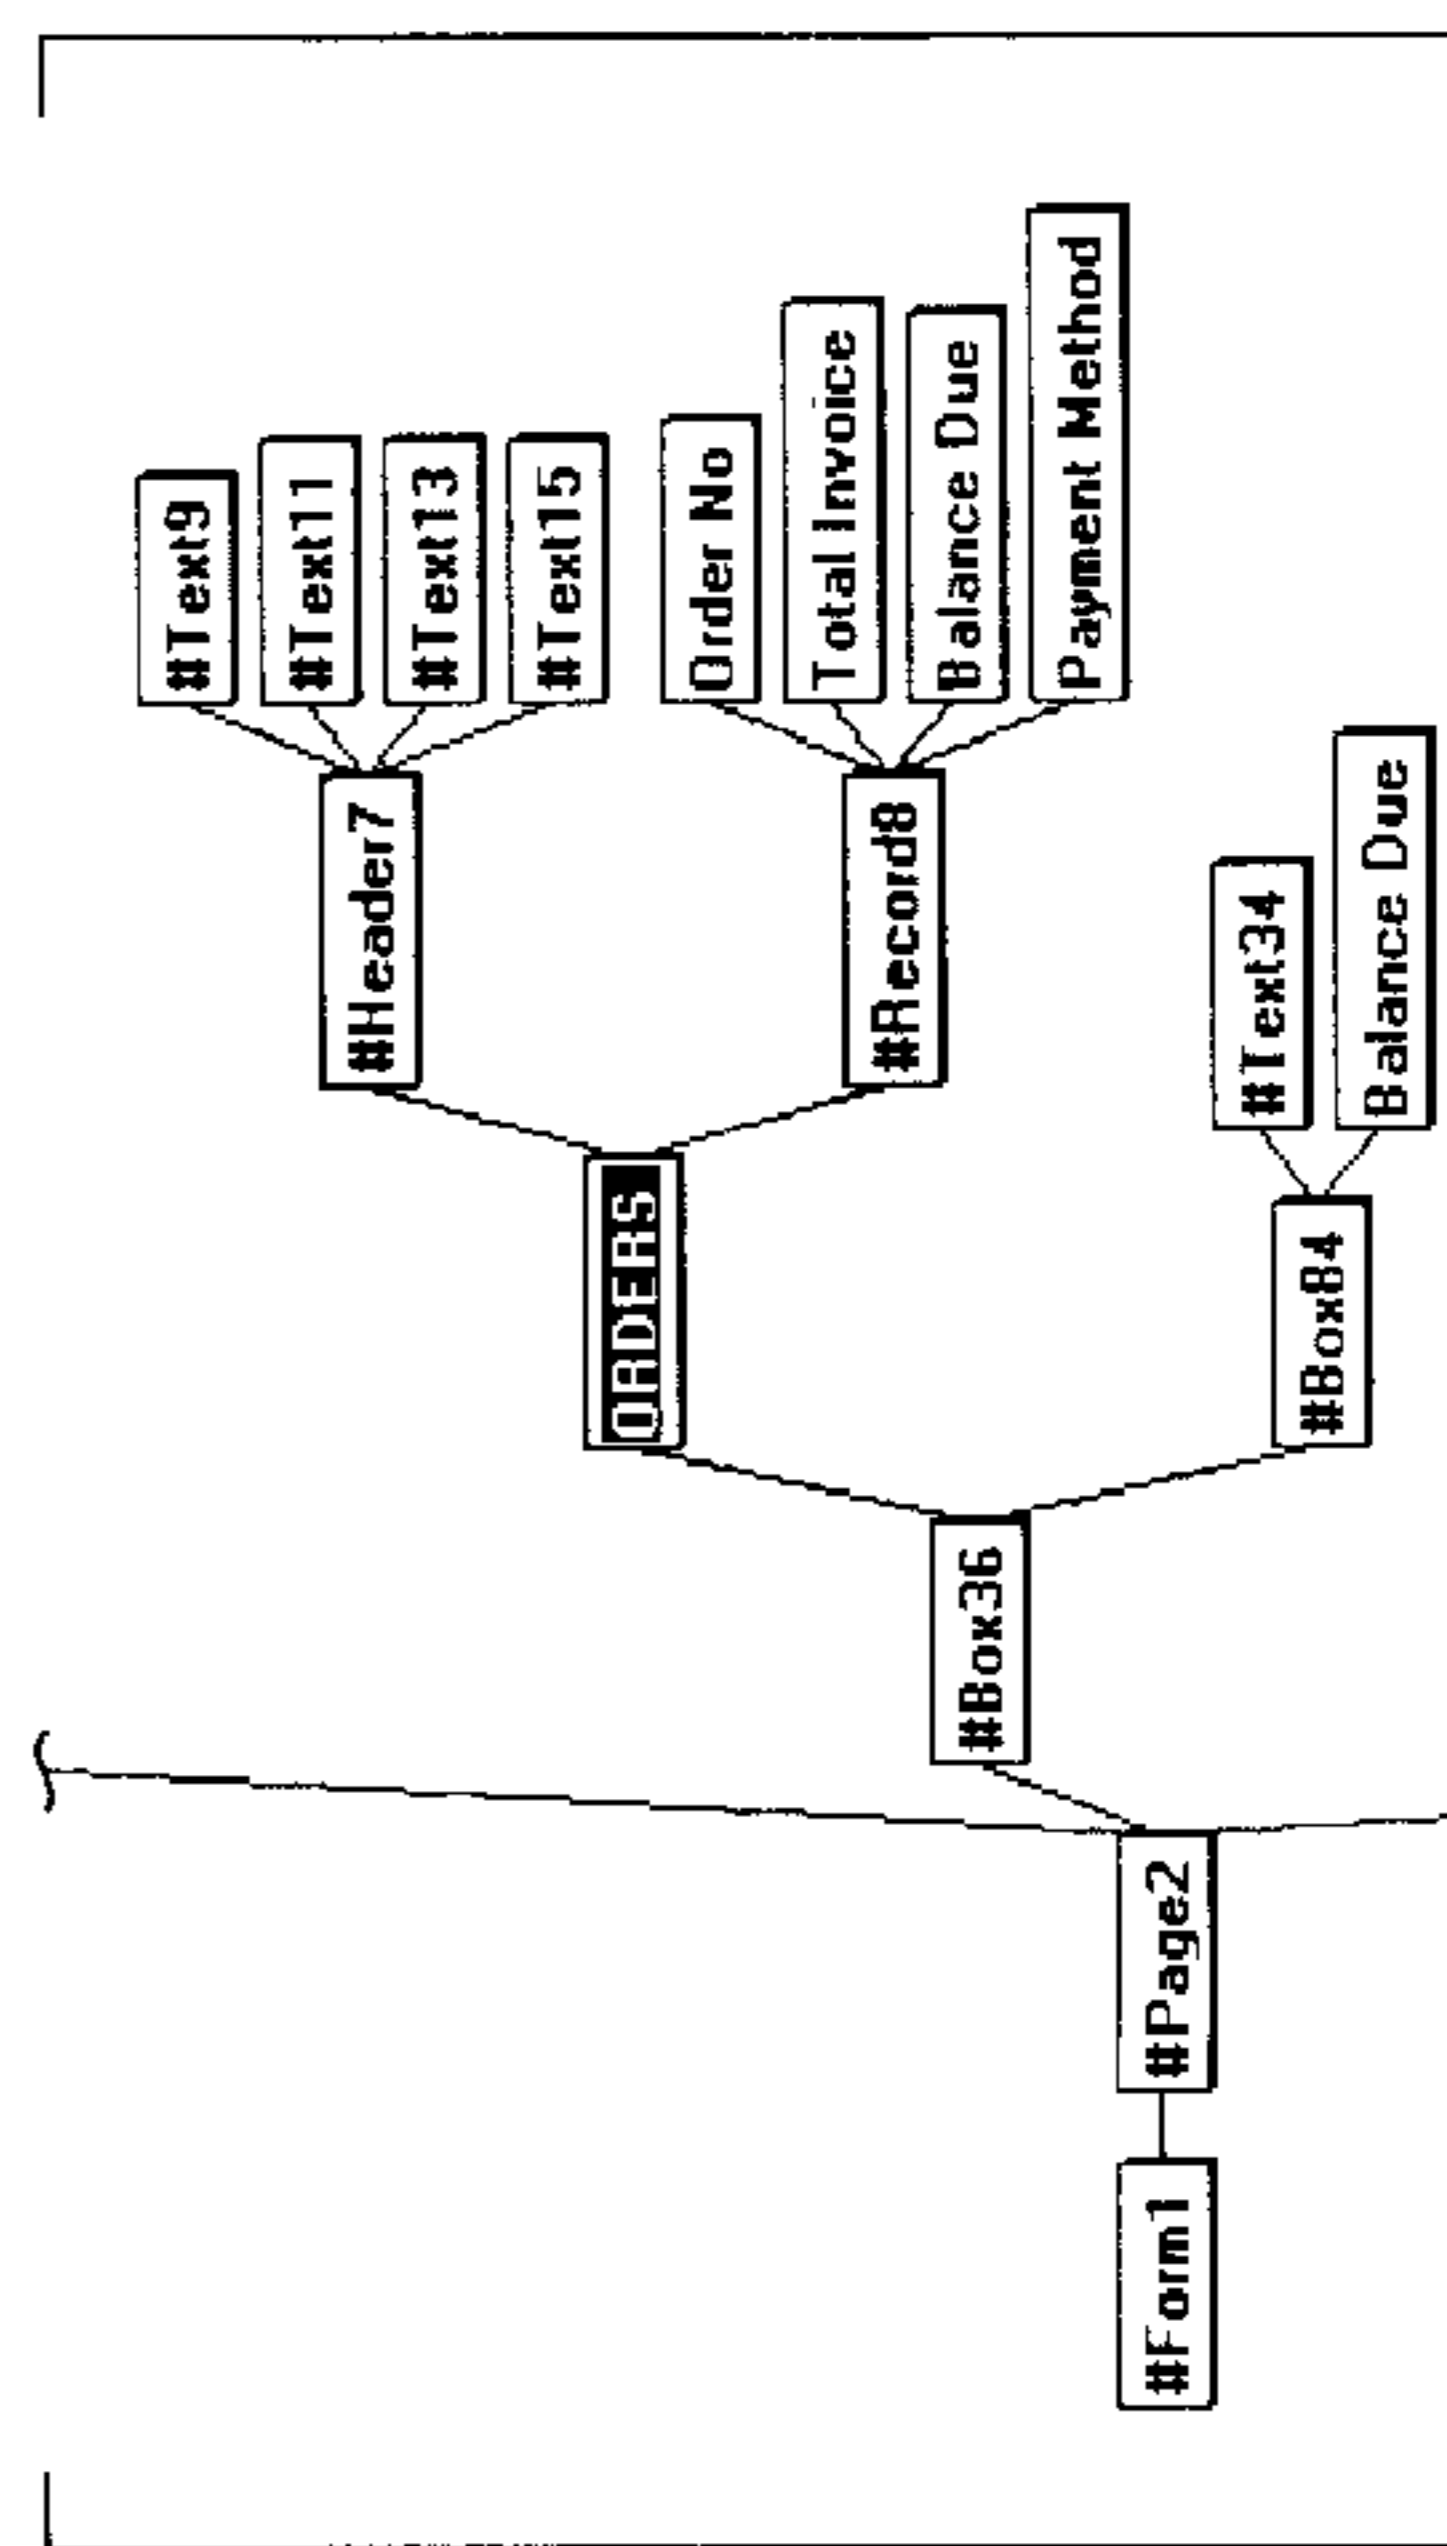 #Text9
#Text11
#Text13
#Text15
#Header7
Order No
Total Invoice
Balance Due
Payment Method
#Record8
ORDERS
#Text34
Balance Due
#Box84
#Box36
#Page2
#Form1